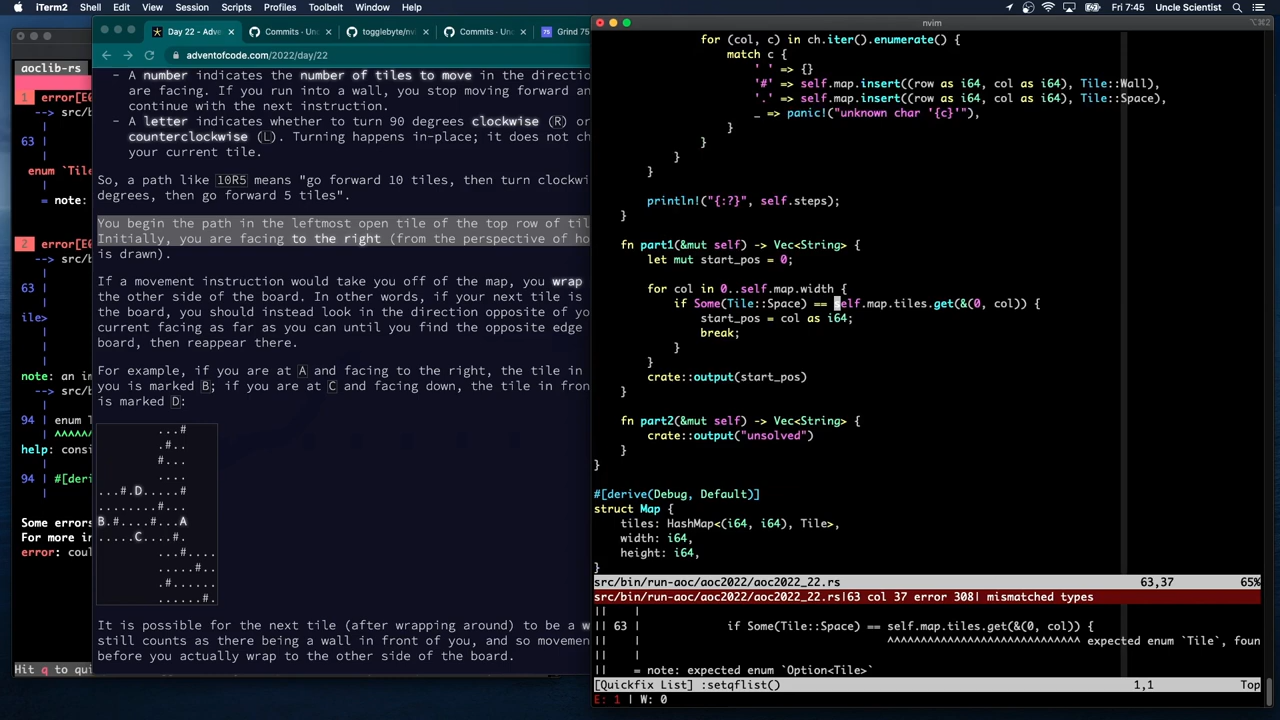 iTerm2 Shell Edit View Session Scripts Profiles Toolbelt Window Help
Fri 7:45 Uncle Scientist
aoclib-rs
1 error[E0
--> src/b
63
enum `Tile
= note:
2 error[E0
--> src/b
63
ile>
note: an im
--> src/b
94 | enum T
^^^^^^
help: consi
94 | #[deri
Some errors
For more in
error: coul
Hit q to qui
Day 22 - Adve
Commits · un
togglebyte/nvi
Commits · un
Grind 75
adventofcode.com/2022/day/22
- A number indicates the number of tiles to move in the direction
are facing. If you run into a wall, you stop moving forward an
continue with the next instruction.
- A letter indicates whether to turn 90 degrees clockwise (R) or
counterclockwise (L). Turning happens in-place; it does not ch
your current tile.
So, a path like 10R5 means "go forward 10 tiles, then turn clockwi
degrees, then go forward 5 tiles".
You begin the path in the leftmost open tile of the top row of til
Initially, you are facing to the right (from the perspective of ho
is drawn).
If a movement instruction would take you off of the map, you wrap
the other side of the board. In other words, if your next tile is
the board, you should instead look in the direction opposite of yo
current facing as far as you can until you find the opposite edge
board, then reappear there.
For example, if you are at A and facing to the right, the tile in
you is marked B; if you are at C and facing down, the tile in fron
is marked D:
...#
.#..
#...
....
...#.D.....#
........#...
B.#....#...A
.....C....#.
...#....
.....#..
.#......
......#.
It is possible for the next tile (after wrapping around) to be a w
still counts as there being a wall in front of you, and so movem
before you actually wrap to the other side of the board.
nvim
⌥⌘2
for (col, c) in ch.iter().enumerate() {
match c {
' ' => {}
'#' => self.map.insert((row as i64, col as i64), Tile::Wall),
'.' => self.map.insert((row as i64, col as i64), Tile::Space),
_ => panic!("unknown char '{c}'"),
}
}
}
}
println!("{:?}", self.steps);
}
fn part1(&mut self) -> Vec<String> {
let mut start_pos = 0;
for col in 0..self.map.width {
if Some(Tile::Space) == self.map.tiles.get(&(0, col)) {
start_pos = col as i64;
break;
}
}
crate::output(start_pos)
}
fn part2(&mut self) -> Vec<String> {
crate::output("unsolved")
}
}
#[derive(Debug, Default)]
struct Map {
tiles: HashMap<(i64, i64), Tile>,
width: i64,
height: i64,
}
src/bin/run-aoc/aoc2022/aoc2022_22.rs 63,37 65%
src/bin/run-aoc/aoc2022/aoc2022_22.rs|63 col 37 error 308| mismatched types
|| |
|| 63 | if Some(Tile::Space) == self.map.tiles.get(&(0, col)) {
|| | ^^^^^^^^^^^^^^^^^^^^^^^^^^^^ expected enum `Tile`, foun
|| |
|| = note: expected enum `Option<Tile>`
[Quickfix List] :setqflist() 1,1 Top
E: 1 | W: 0